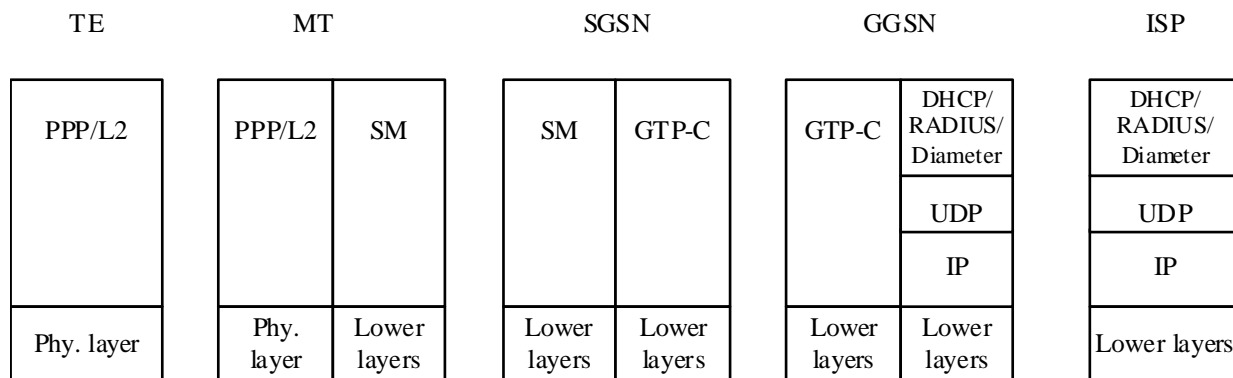 TE
MT
SGSN
GGSN
ISP
PPP/L2
PPP/L2
SM
SM
GTP-C
GTP-C
DHCP/
RADIUS/
Diameter
DHCP/
RADIUS/
Diameter
UDP
UDP
IP
IP
Phy. layer
Phy.
layer
Lower
layers
Lower
layers
Lower
layers
Lower
layers
Lower
layers
Lower layers